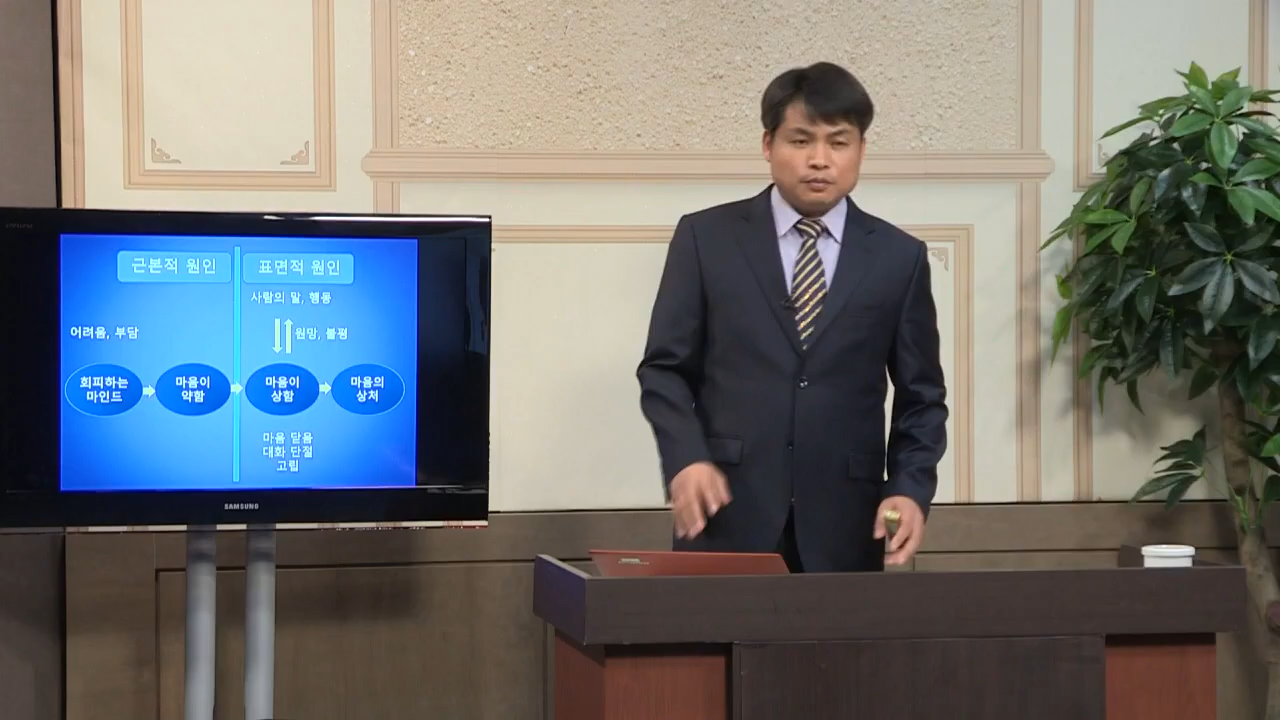 근본적 원인
표면적 원인
사람의 말, 행동
어려움, 부담
원망, 불평
회피하는
마인드
마음이
약함
마음이
상함
마음의
상처
마음 닫음
대화 단절
고립
SAMSUNG